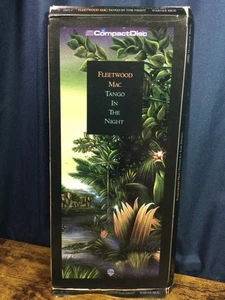 CompactDisc
FLEETWOOD
MAC
TANGO
IN
THE
NIGHT